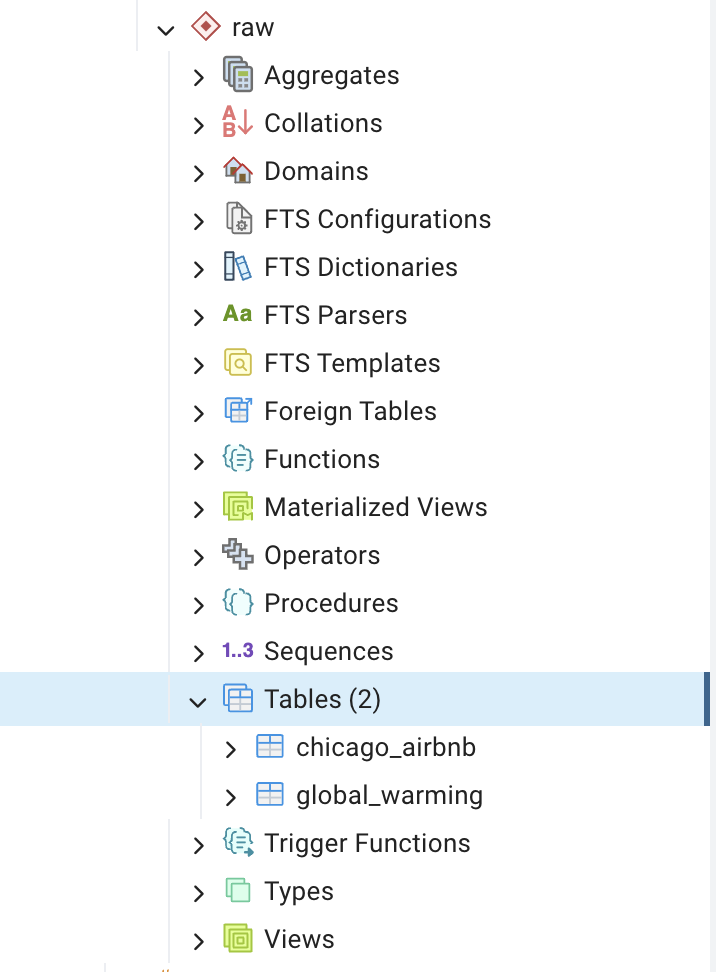 raw
Aggregates
Collations
Domains
FTS Configurations
FTS Dictionaries
Aa FTS Parsers
FTS Templates
Foreign Tables
Functions
Materialized Views
Operators
Procedures
1..3 Sequences
Tables (2)
chicago_airbnb
global_warming
Trigger Functions
Types
Views